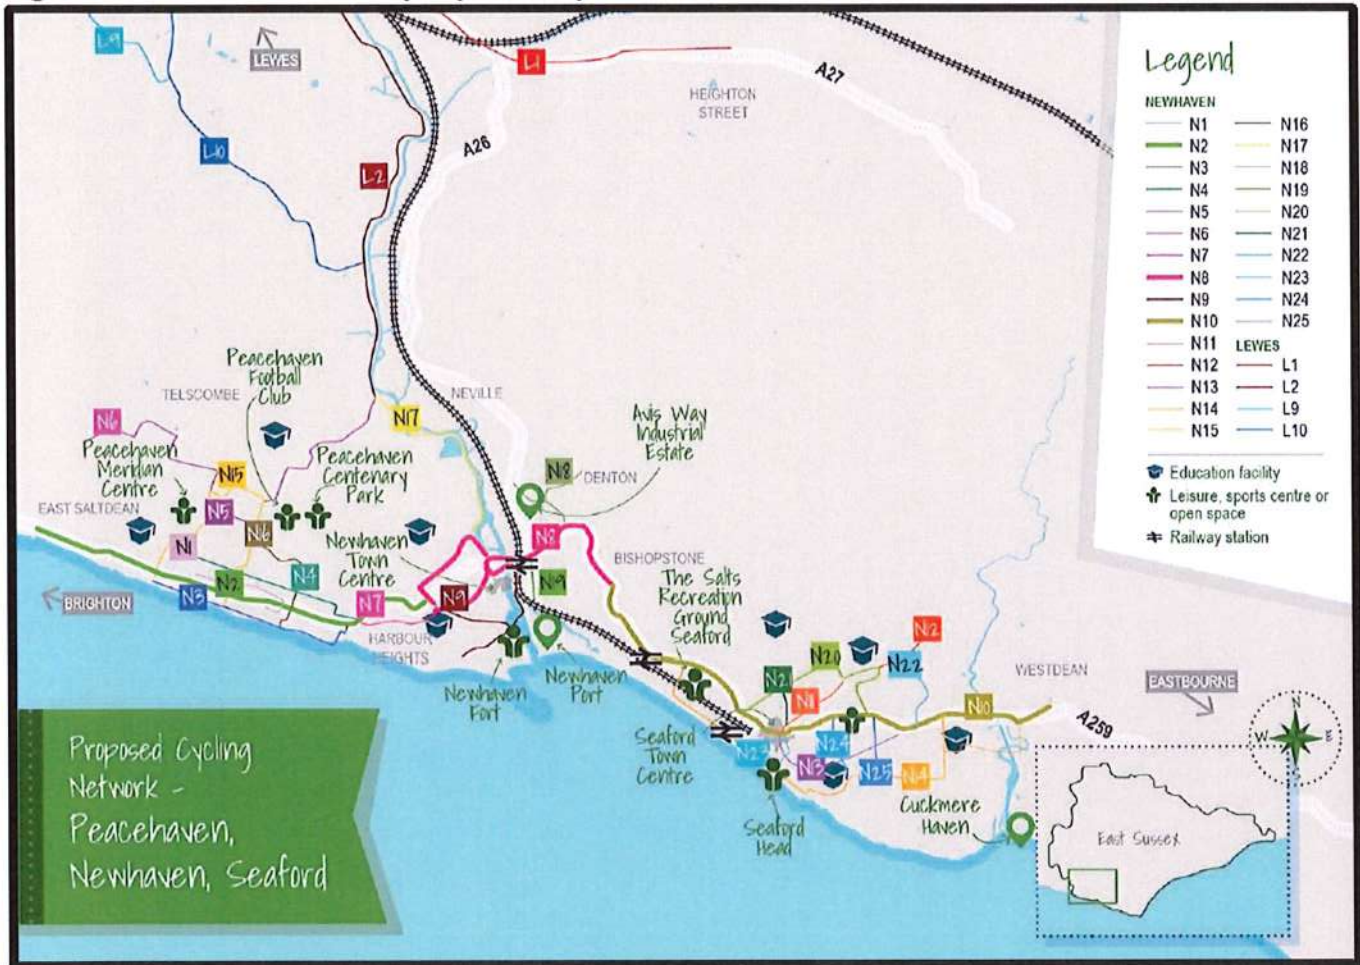 L9
LEWES
L1
A27
HEIGHTON
STREET
L10
A26
L2
Legend
NEWHAVEN
N1
N2
N3
N4
N5
N6
N7
N8
N9
N10
N11
N12
N13
N14
N15
N16
N17
N18
N19
N20
N21
N22
N23
N24
N25
LEWES
L1
L2
L9
L10
Education facility
Leisure, sports centre or
open space
Railway station
Peacehaven
Football
Club
TELSCOMBE
NEVILLE
N17
Avis Way
Industrial
Estate
N6
Peacehaven
Meridian
Centre
N15
Peacehaven
Centenary
Park
N18
DENTON
EAST SALTDEAN
N5
N16
N1
Newhaven
Town
Centre
N8
BISHOPSTONE
N2
N4
N19
N3
N7
N9
BRIGHTON
HARBOUR
HEIGHTS
The Salts
Recreation
Ground
Seaford
Newhaven
Fort
Newhaven
Port
N12
N20
N22
N21
N11
N10
WESTDEAN
EASTBOURNE
A259
Seaford
Town
Centre
N23
N24
N13
N25
N14
Seaford
Head
Cuckmere
Haven
N
W
E
East Sussex
Proposed Cycling
Network -
Peacehaven,
Newhaven, Seaford